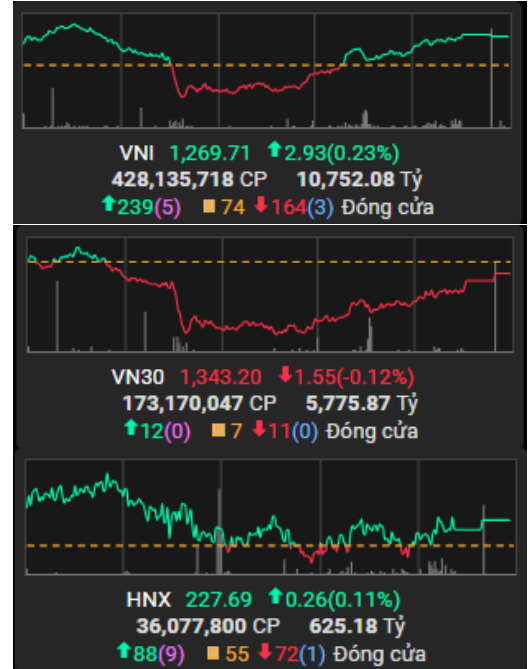 VNI 1,269.71 ⬆2.93(0.23%)
428,135,718 CP 10,752.08 Tỷ
⬆239(5) ■ 74 ⬇164(3) Đóng cửa
VN30 1,343.20 ⬇1.55(-0.12%)
173,170,047 CP 5,775.87 Tỷ
⬆12(0) ■ 7 ⬇11(0) Đóng cửa
HNX 227.69 ⬆0.26(0.11%)
36,077,800 CP 625.18 Tỷ
⬆88(9) ■ 55 ⬇72(1) Đóng cửa